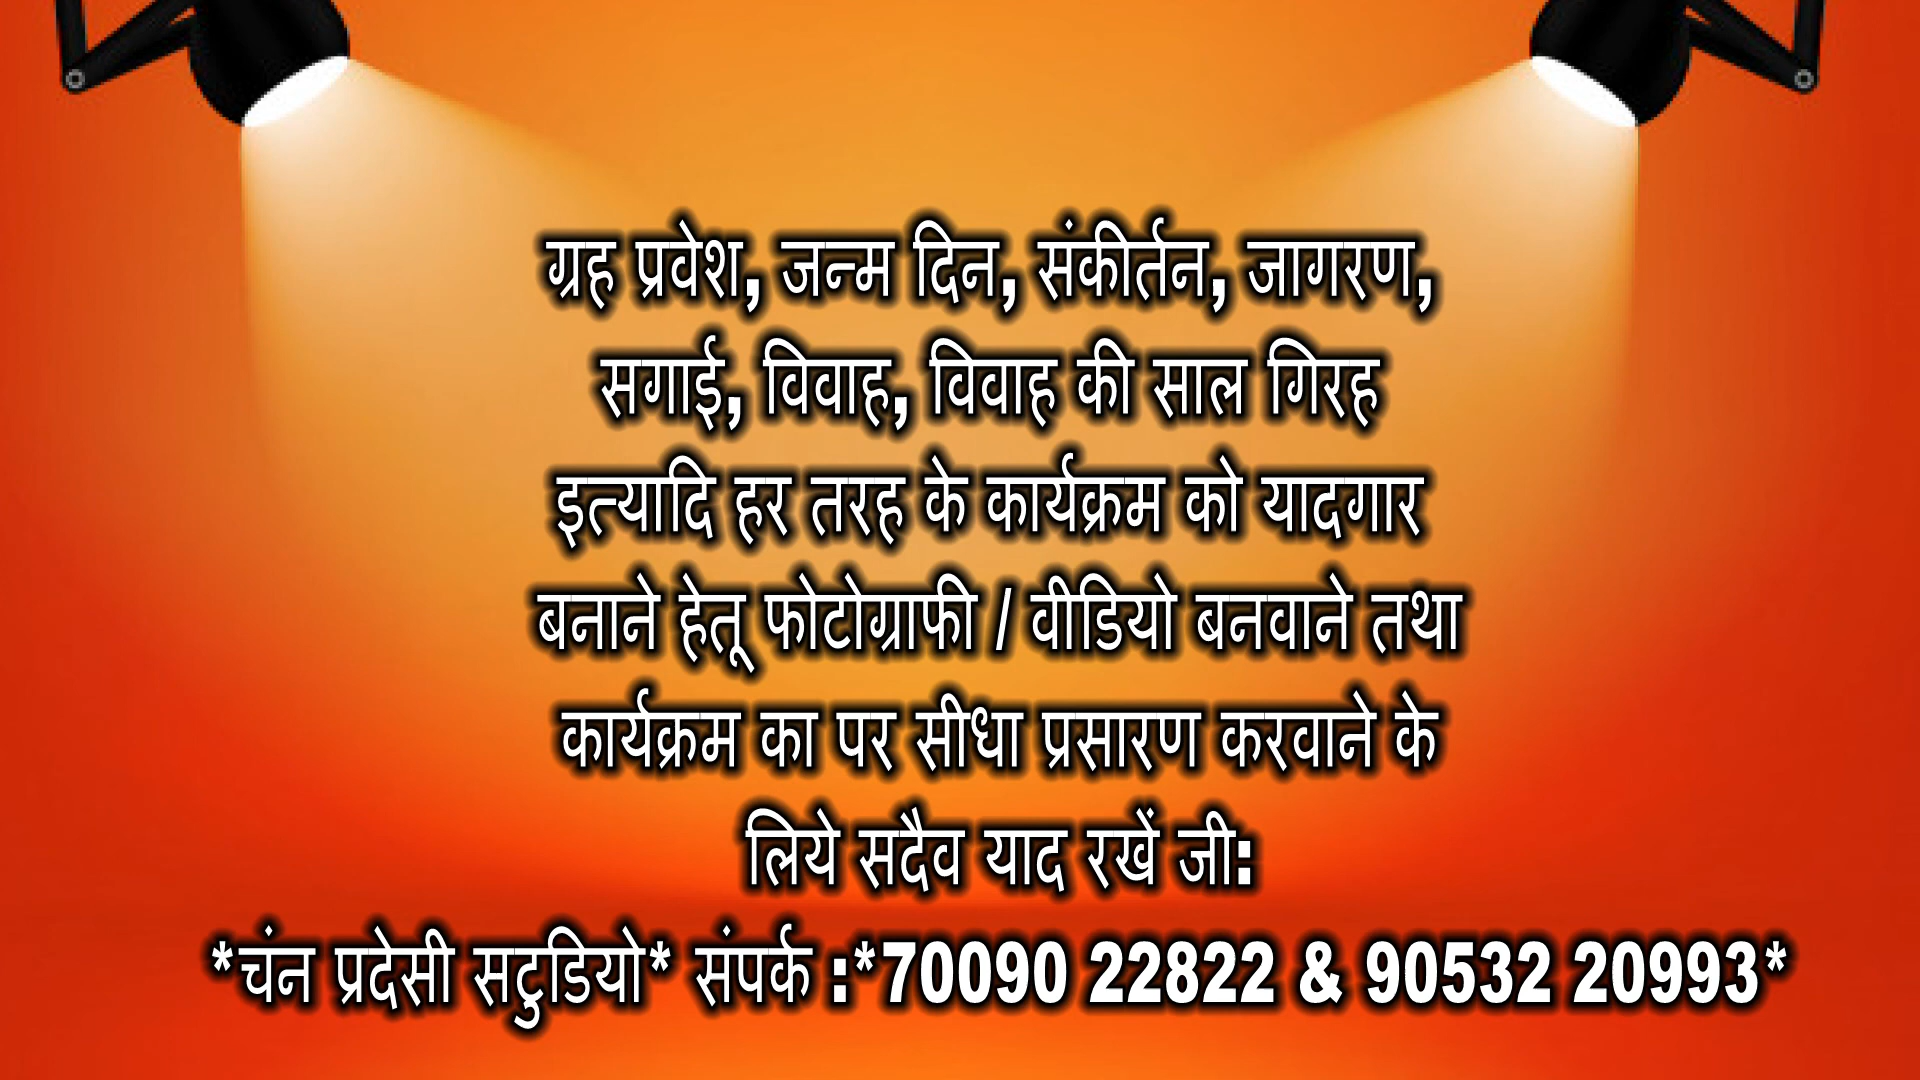 ग्रह प्रवेश, जन्म दिन, संकीर्तन, जागरण,
सगाई, विवाह, विवाह की साल गिरह
इत्यादि हर तरह के कार्यक्रम को यादगार
बनाने हेतू फोटोग्राफी / वीडियो बनवाने तथा
कार्यक्रम का पर सीधा प्रसारण करवाने के
लिये सदैव याद रखें जी:
*चंन प्रदेसी सटुडियो* संपर्क :*70090 22822 & 90532 20993*